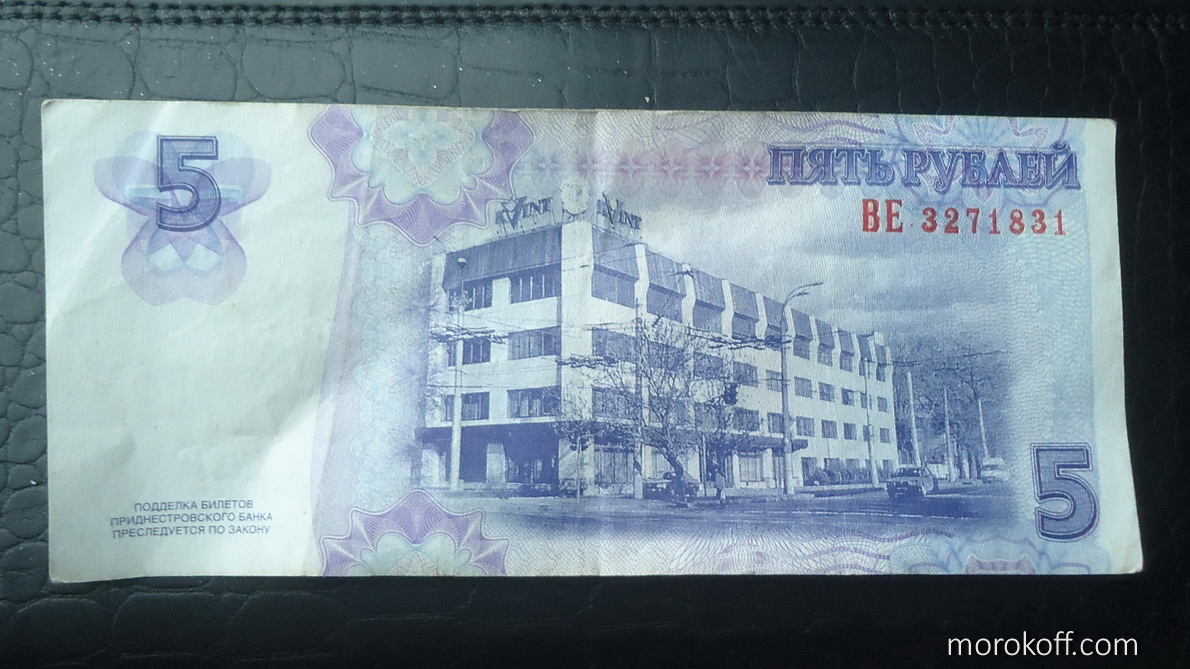 5
ПЯТЬ РУБЛЕЙ
ВЕ 3271831
KVINT KVINT
5
ПОДДЕЛКА БИЛЕТОВ
ПРИДНЕСТРОВСКОГО БАНКА
ПРЕСЛЕДУЕТСЯ ПО ЗАКОНУ
morokoff.com